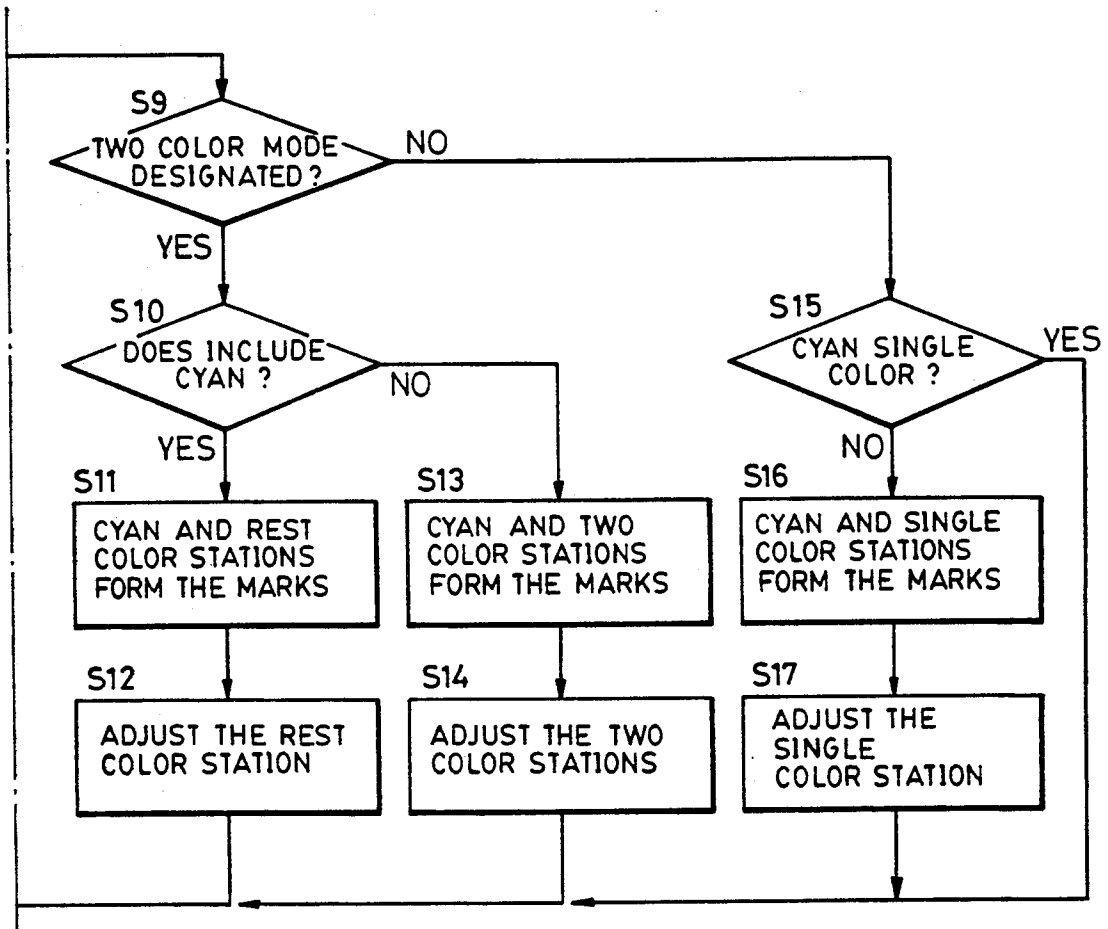 S9
TWO COLOR MODE
DESIGNATED ?
NO
YES
S10
DOES INCLUDE
CYAN ?
NO
YES
S15
CYAN SINGLE
COLOR ?
YES
NO
S11
CYAN AND REST
COLOR STATIONS
FORM THE MARKS
S13
CYAN AND TWO
COLOR STATIONS
FORM THE MARKS
S16
CYAN AND SINGLE
COLOR STATIONS
FORM THE MARKS
S12
ADJUST THE REST
COLOR STATION
S14
ADJUST THE TWO
COLOR STATIONS
S17
ADJUST THE
SINGLE
COLOR STATION